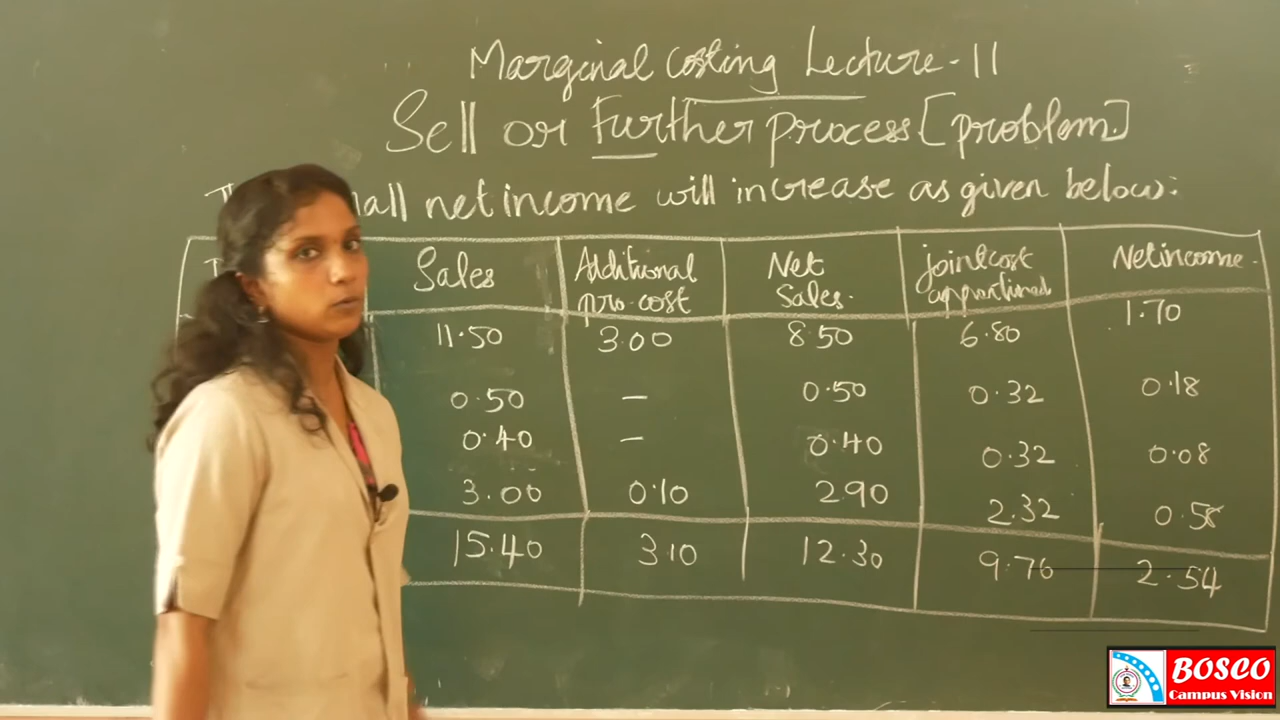 Marginal costing Lecture-11
Sell or Further process [problem]
net income will increase as given below:
Sales Additional pro.cost Net Sales. joint cost apportioned Net income.
11.50 3.00 8.50 6.80 1.70
0.50 — 0.50 0.32 0.18
0.40 — 0.40 0.32 0.08
3.00 0.10 2.90 2.32 0.58
15.40 3.10 12.30 9.76 2.54
BOSCO
Campus Vision